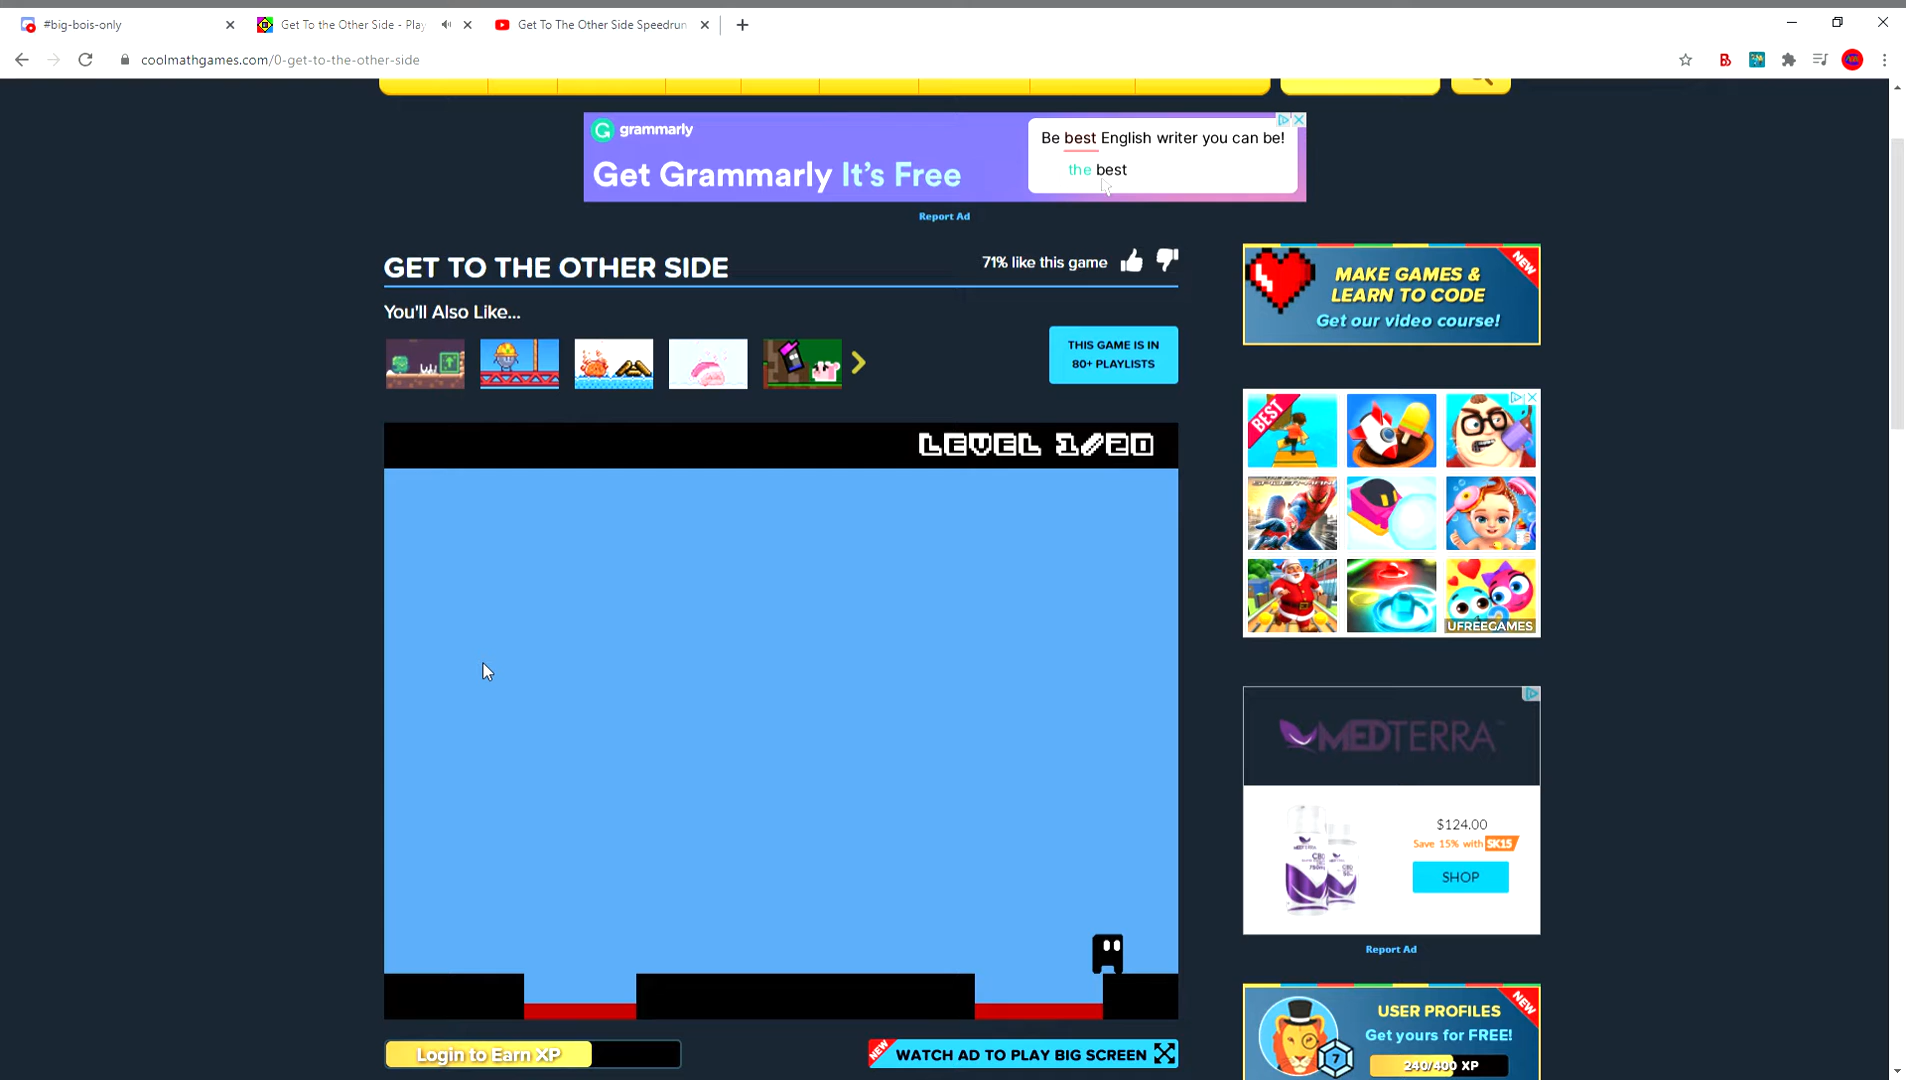 #big-bois-only
Get To the Other Side - Play
Get To The Other Side Speedrun
coolmathgames.com/0-get-to-the-other-side
grammarly
Get Grammarly It's Free
Be best English writer you can be!
the best
Report Ad
GET TO THE OTHER SIDE
71% like this game
You'll Also Like...
THIS GAME IS IN
80+ PLAYLISTS
LEVEL 1/20
Login to Earn XP
NEW
WATCH AD TO PLAY BIG SCREEN
NEW
MAKE GAMES &
LEARN TO CODE
Get our video course!
BEST
UFREEGAMES
MEDTERRA
$124.00
Save 15% with SK15
SHOP
Report Ad
NEW
USER PROFILES
Get yours for FREE!
7
240/400 XP